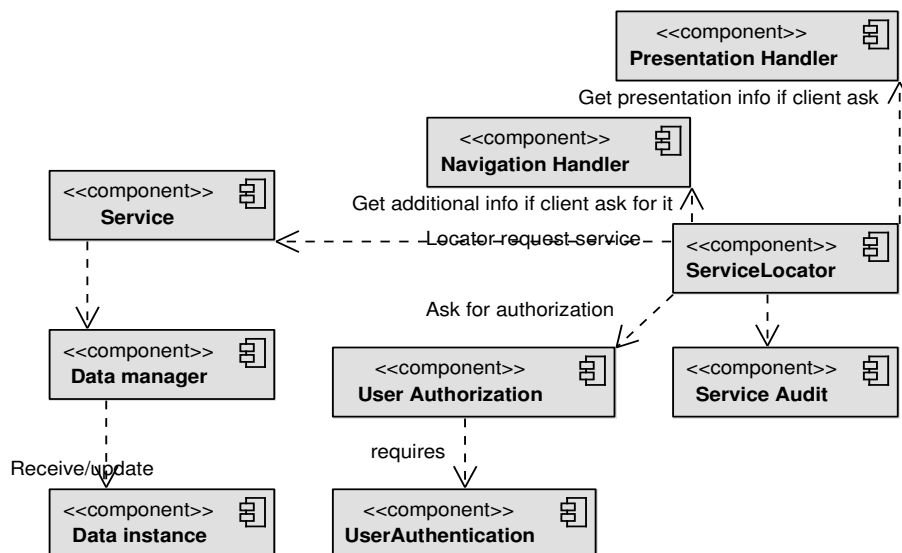 <<component>>
Presentation Handler
Get presentation info if client ask
<<component>>
Navigation Handler
<<component>>
Service
Get additional info if client ask for it
Locator request service
<<component>>
ServiceLocator
Ask for authorization
<<component>>
Data manager
<<component>>
User Authorization
<<component>>
Service Audit
requires
Receive/update
<<component>>
Data instance
<<component>>
UserAuthentication